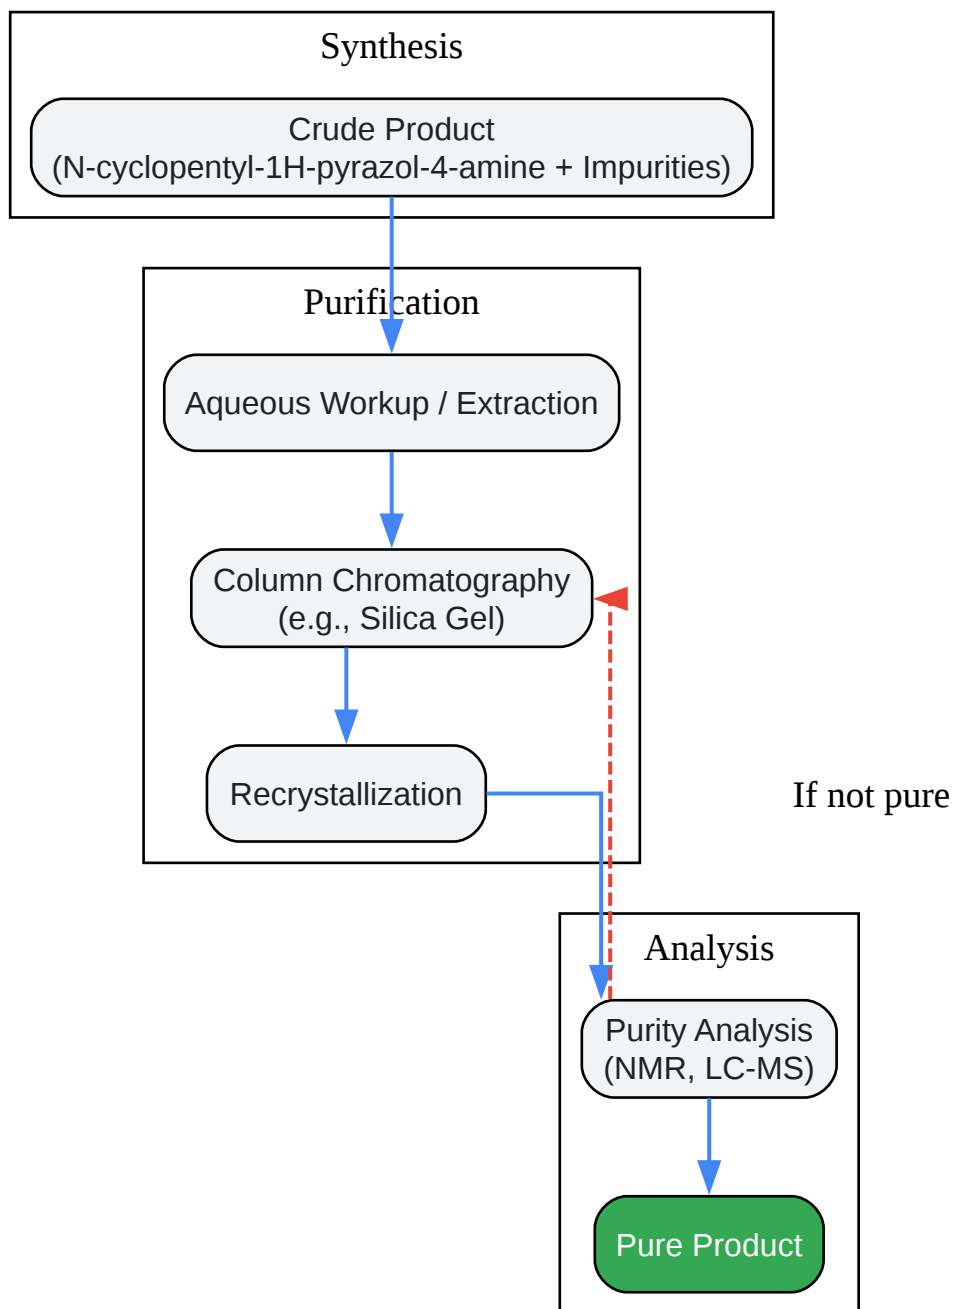 Synthesis
Crude Product
(N-cyclopentyl-1H-pyrazol-4-amine + Impurities)
Purification
Aqueous Workup / Extraction
Column Chromatography
(e.g., Silica Gel)
Recrystallization
If not pure
Analysis
Purity Analysis
(NMR, LC-MS)
Pure Product